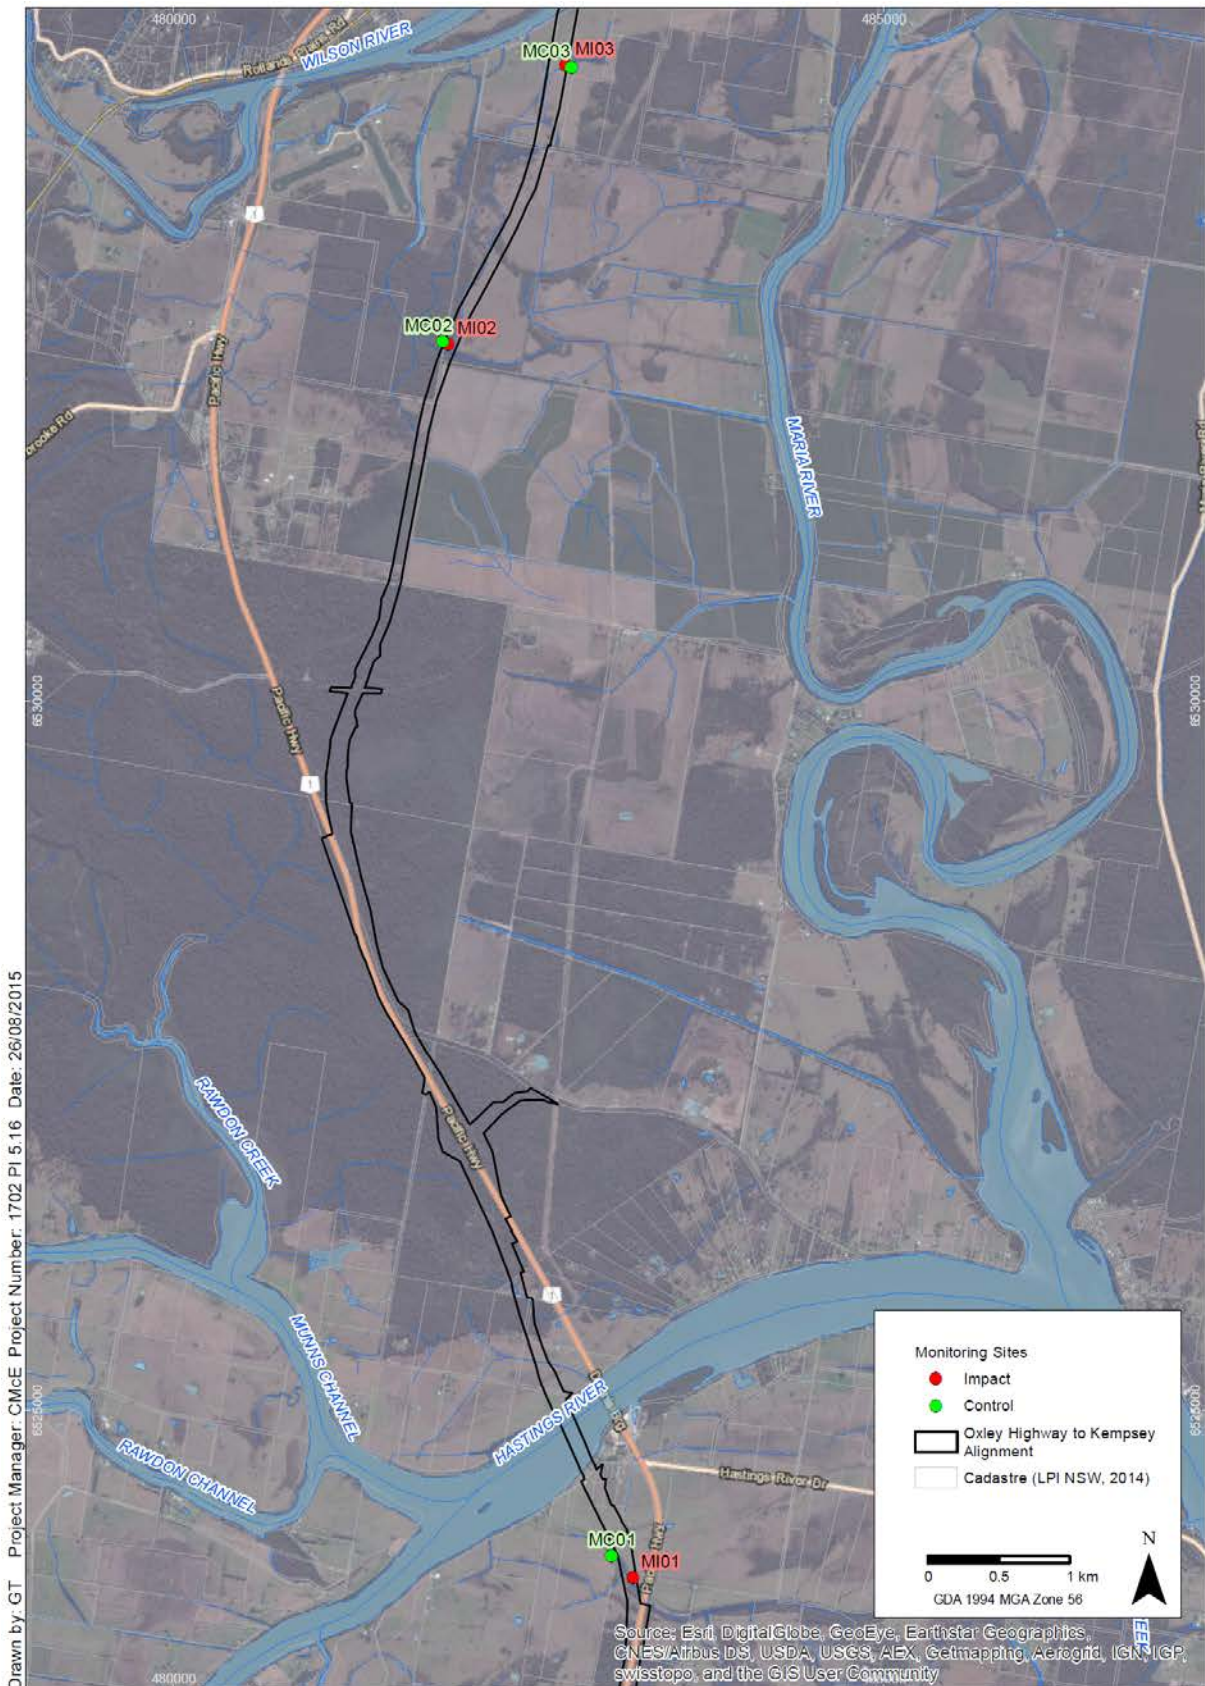 480000
485000
Rollands Plains Rd
WILSON RIVER
MC03
MI03
1
MC02
MI02
Pacific Hwy
brooke Rd
MARIA RIVER
6530000
6530000
Pacific Hwy
1
RAWDON CREEK
Pacific Hwy
MUNNS CHANNEL
1
HASTINGS RIVER
RAWDON CHANNEL
6525000
6525000
Hastings River Dr
MC01
MI01
Pacific Hwy
Monitoring Sites
Impact
Control
Oxley Highway to Kempsey
Alignment
Cadastre (LPI NSW, 2014)
N
0 0.5 1 km
GDA 1994 MGA Zone 56
EEK
Source: Esri, DigitalGlobe, GeoEye, Earthstar Geographics,
CNES/Airbus DS, USDA, USGS, AEX, Getmapping, Aerogrid, IGN, IGP,
swisstopo, and the GIS User Community
480000
Drawn by: GT Project Manager: CMcE Project Number: 1702 PI 5.16 Date: 26/08/2015